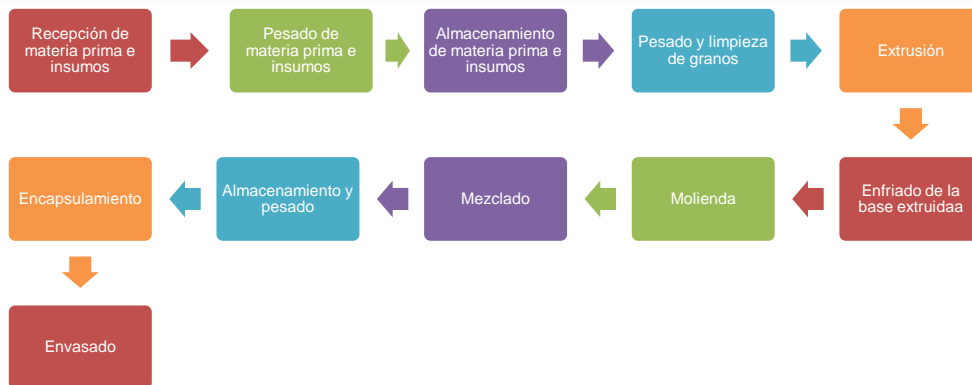 Recepción de
materia prima e
insumos
Pesado de
materia prima e
insumos
Almacenamiento
de materia prima e
insumos
Pesado y limpieza
de granos
Extrusión
Enfriado de la
base extruidaa
Molienda
Mezclado
Almacenamiento y
pesado
Encapsulamiento
Envasado